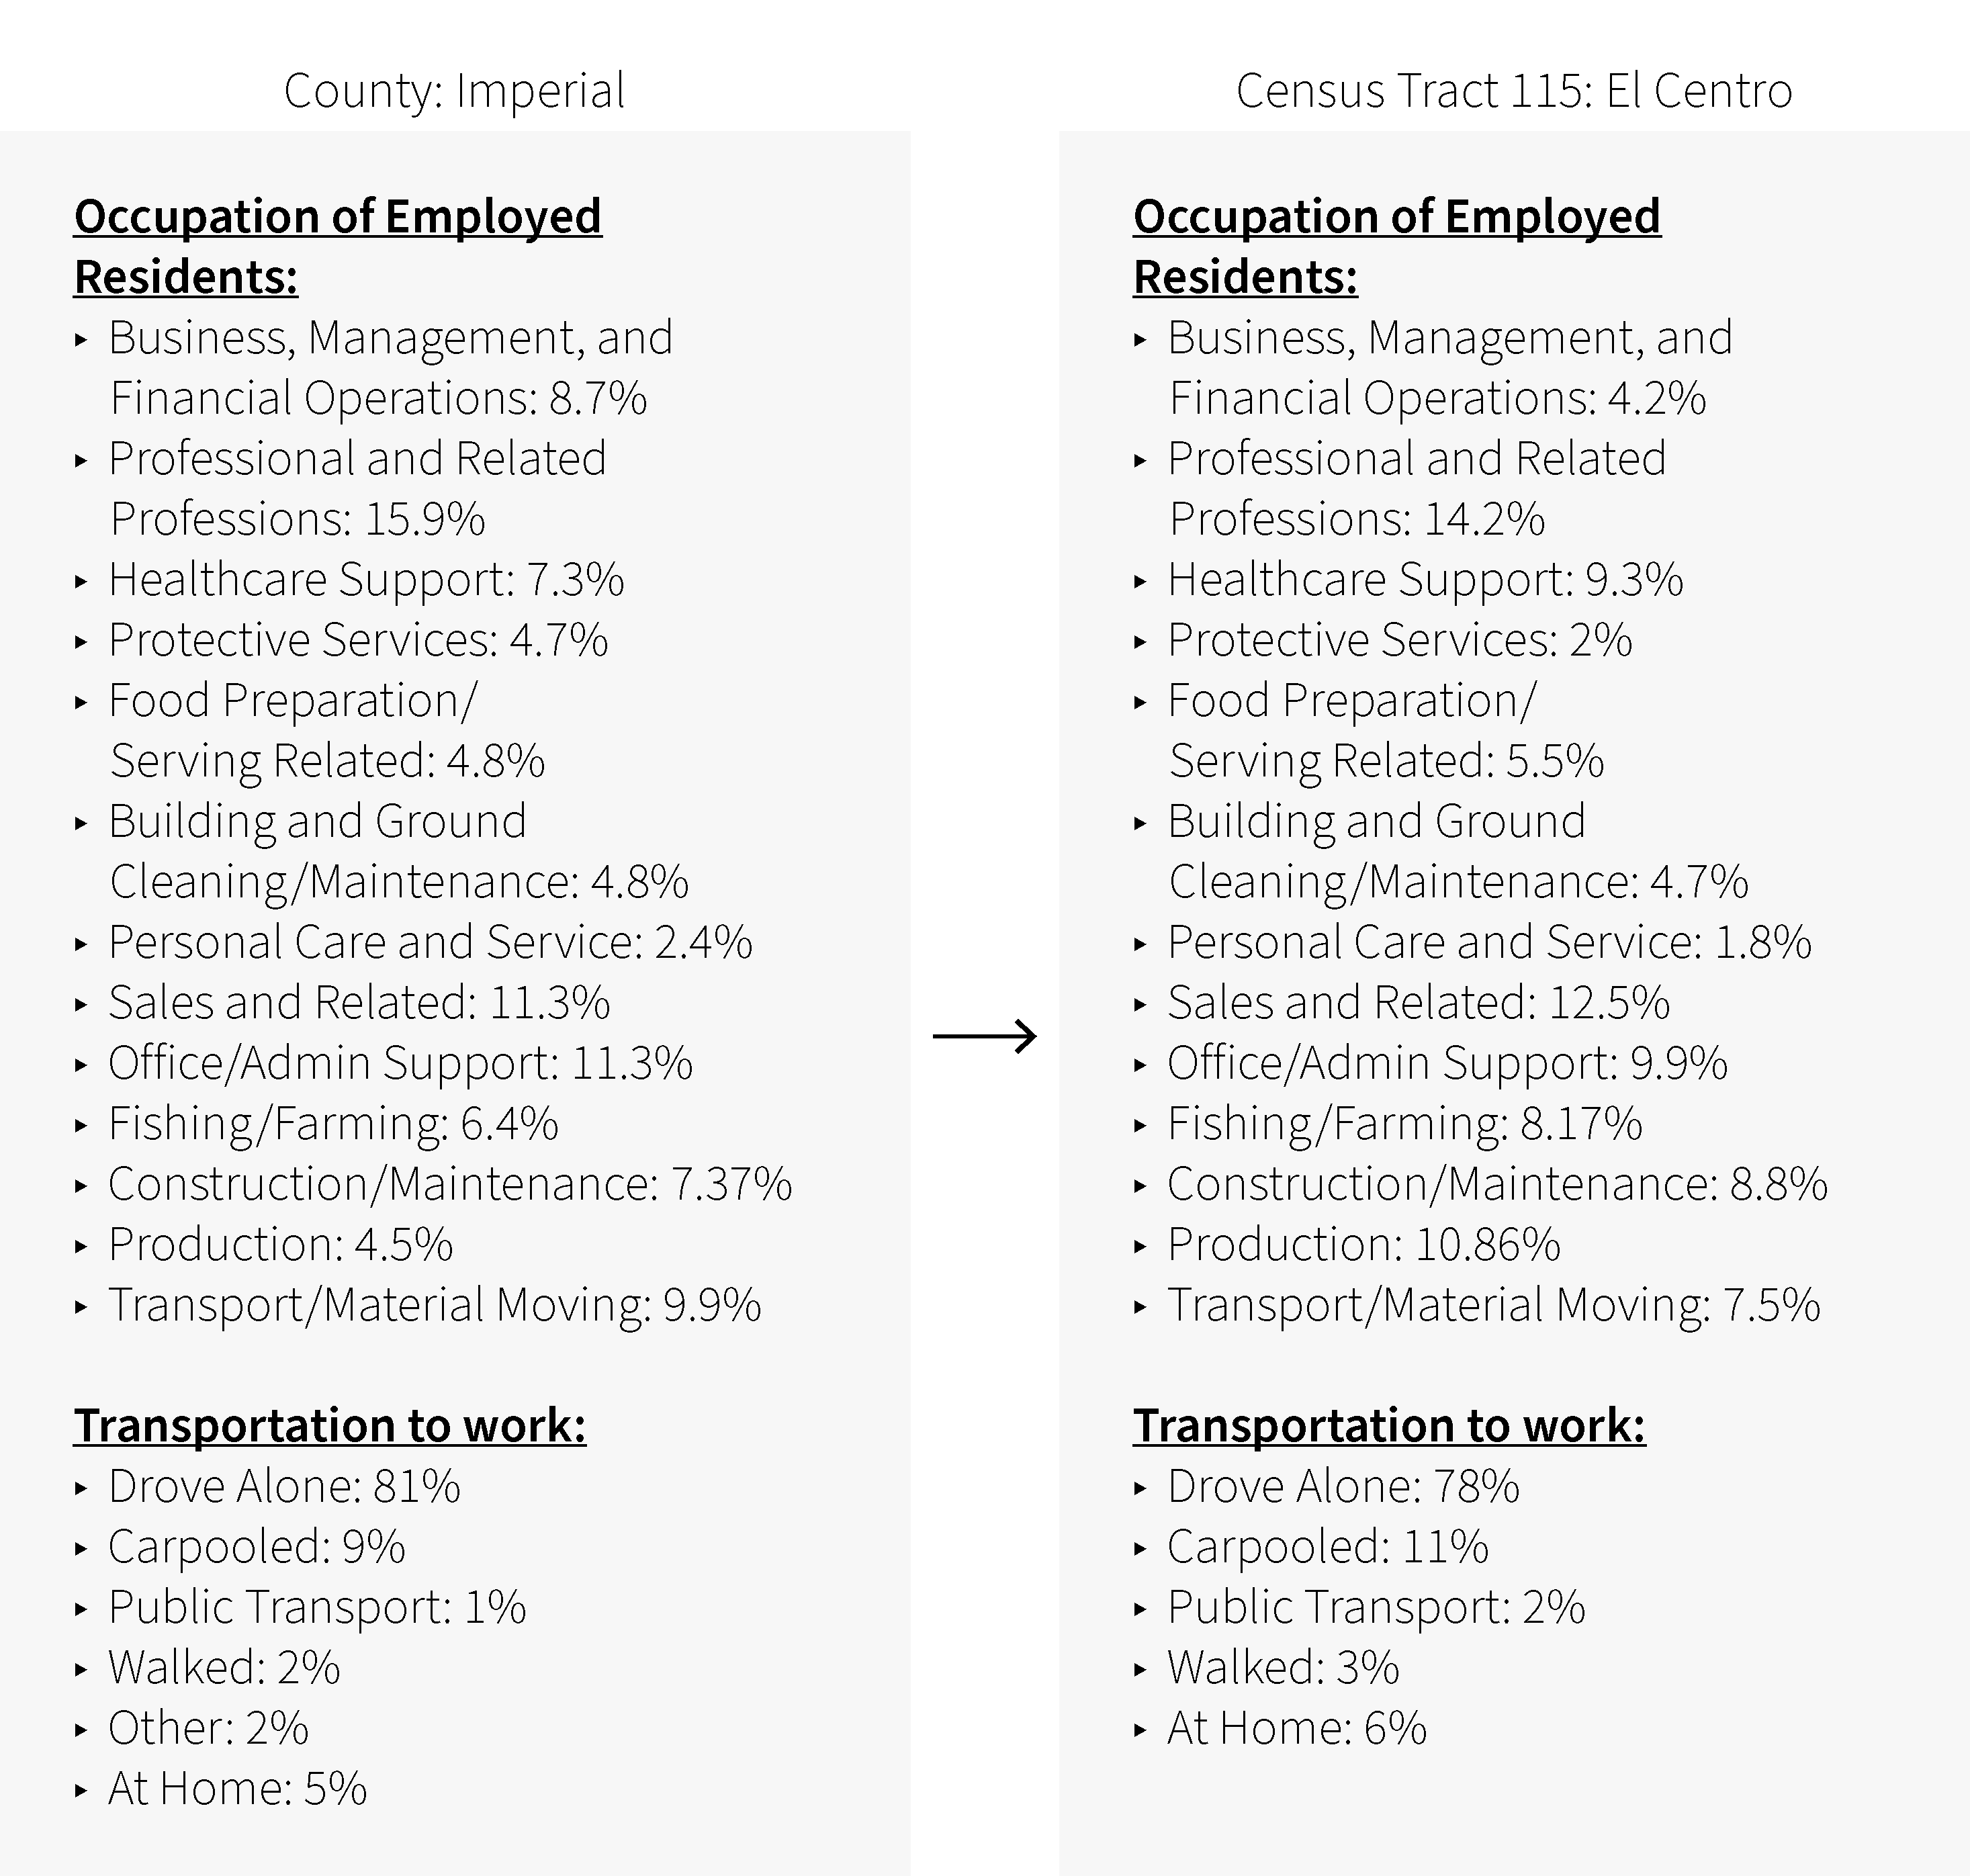 County: Imperial
Occupation of Employed
Residents:
‣ Business, Management, and
Financial Operations: 8.7%
‣ Professional and Related
Professions: 15.9%
‣ Healthcare Support: 7.3%
‣ Protective Services: 4.7%
‣ Food Preparation/
Serving Related: 4.8%
‣ Building and Ground
Cleaning/Maintenance: 4.8%
‣ Personal Care and Service: 2.4%
‣ Sales and Related: 11.3%
‣ Office/Admin Support: 11.3%
‣ Fishing/Farming: 6.4%
‣ Construction/Maintenance: 7.37%
‣ Production: 4.5%
‣ Transport/Material Moving: 9.9%
Transportation to work:
‣ Drove Alone: 81%
‣ Carpooled: 9%
‣ Public Transport: 1%
‣ Walked: 2%
‣ Other: 2%
‣ At Home: 5%
Census Tract 115: El Centro
Occupation of Employed
Residents:
‣ Business, Management, and
Financial Operations: 4.2%
‣ Professional and Related
Professions: 14.2%
‣ Healthcare Support: 9.3%
‣ Protective Services: 2%
‣ Food Preparation/
Serving Related: 5.5%
‣ Building and Ground
Cleaning/Maintenance: 4.7%
‣ Personal Care and Service: 1.8%
‣ Sales and Related: 12.5%
‣ Office/Admin Support: 9.9%
‣ Fishing/Farming: 8.17%
‣ Construction/Maintenance: 8.8%
‣ Production: 10.86%
‣ Transport/Material Moving: 7.5%
Transportation to work:
‣ Drove Alone: 78%
‣ Carpooled: 11%
‣ Public Transport: 2%
‣ Walked: 3%
‣ At Home: 6%